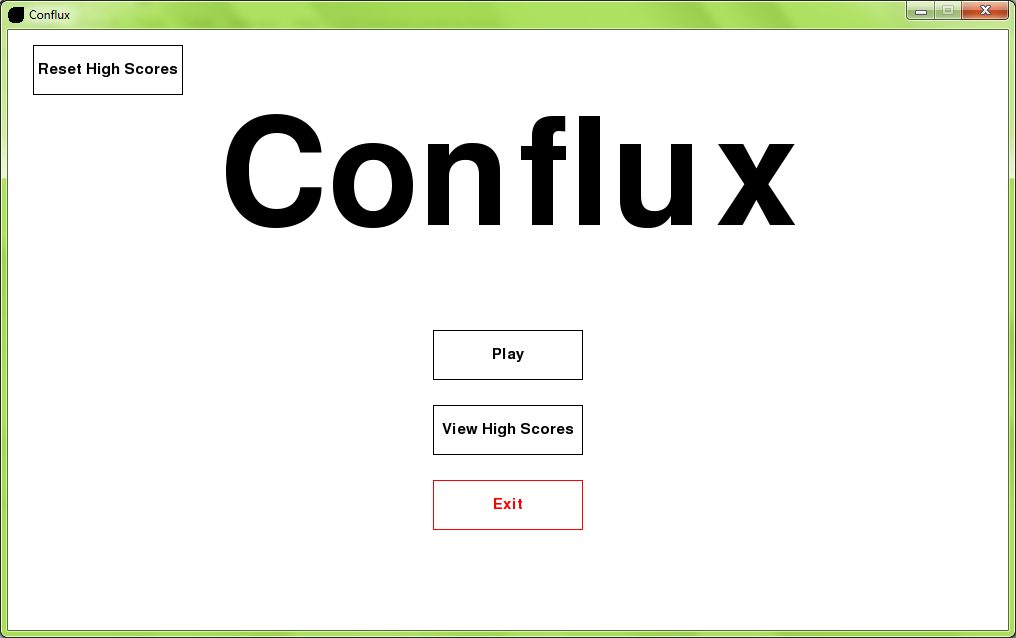 Conflux
Reset High Scores
Conflux
Play
View High Scores
Exit